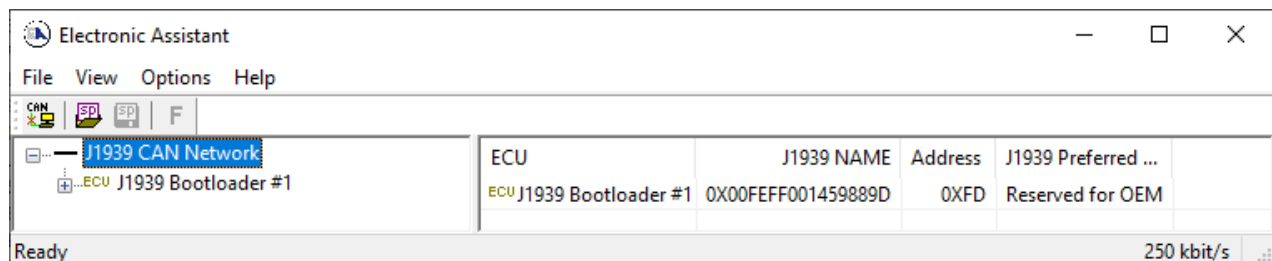 Electronic Assistant
File View Options Help
CAN SP SP F
J1939 CAN Network
ECU J1939 Bootloader #1
ECU J1939 NAME Address J1939 Preferred ...
ECU J1939 Bootloader #1 0X00FEFF001459889D 0XFD Reserved for OEM
Ready 250 kbit/s